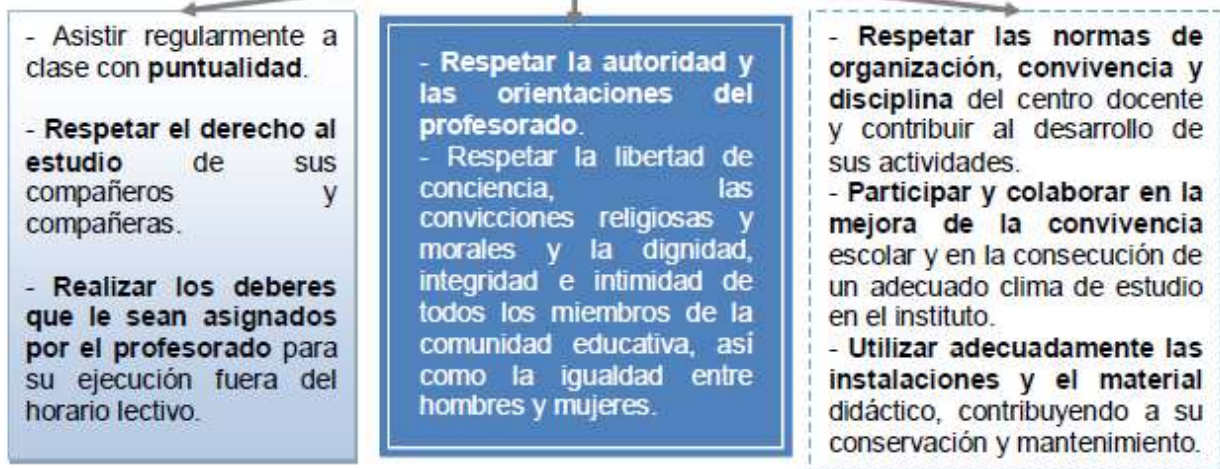 - Asistir regularmente a
clase con puntualidad.
- Respetar el derecho al
estudio de sus
compañeros y
compañeras.
- Realizar los deberes
que le sean asignados
por el profesorado para
su ejecución fuera del
horario lectivo.
- Respetar la autoridad y
las orientaciones del
profesorado.
- Respetar la libertad de
conciencia, las
convicciones religiosas y
morales y la dignidad,
integridad e intimidad de
todos los miembros de la
comunidad educativa, así
como la igualdad entre
hombres y mujeres.
- Respetar las normas de
organización, convivencia y
disciplina del centro docente
y contribuir al desarrollo de
sus actividades.
- Participar y colaborar en la
mejora de la convivencia
escolar y en la consecución de
un adecuado clima de estudio
en el instituto.
- Utilizar adecuadamente las
instalaciones y el material
didáctico, contribuyendo a su
conservación y mantenimiento.